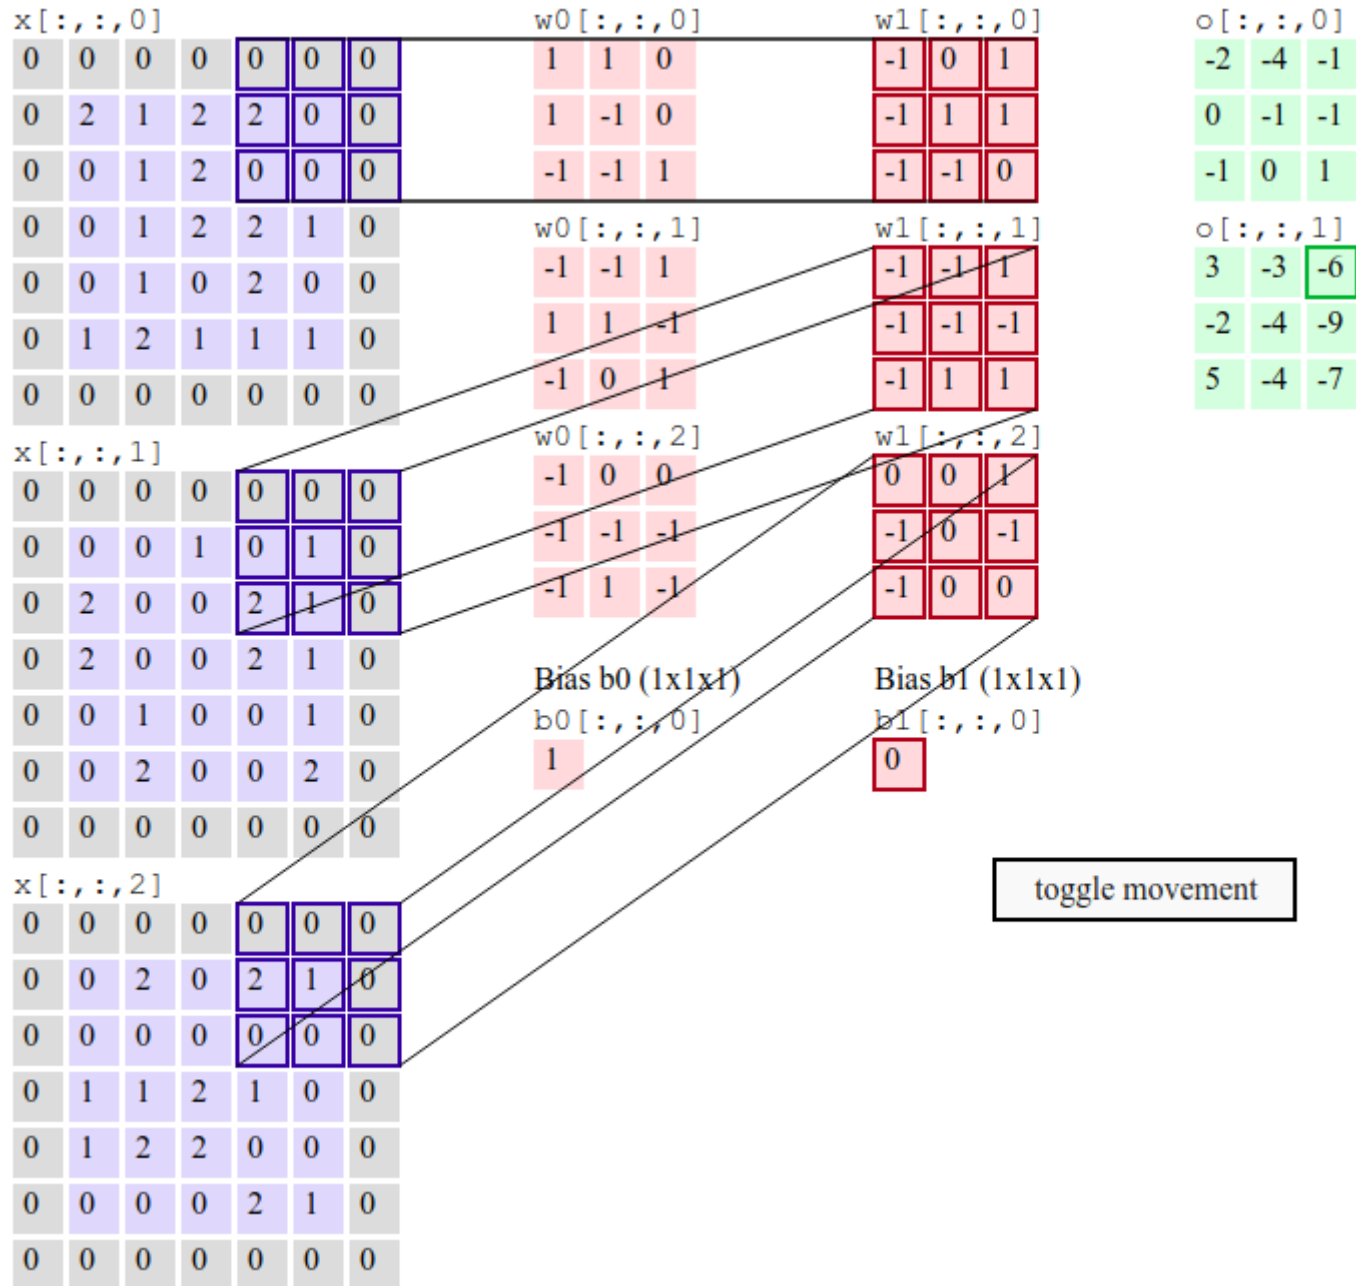 x[:,:,0]
0 0 0 0 0 0 0
0 2 1 2 2 0 0
0 0 1 2 0 0 0
0 0 1 2 2 1 0
0 0 1 0 2 0 0
0 1 2 1 1 1 0
0 0 0 0 0 0 0
x[:,:,1]
0 0 0 0 0 0 0
0 0 0 1 0 1 0
0 2 0 0 2 1 0
0 2 0 0 2 1 0
0 0 1 0 0 1 0
0 0 2 0 0 2 0
0 0 0 0 0 0 0
x[:,:,2]
0 0 0 0 0 0 0
0 0 2 0 2 1 0
0 0 0 0 0 0 0
0 1 1 2 1 0 0
0 1 2 2 0 0 0
0 0 0 0 2 1 0
0 0 0 0 0 0 0
w0[:,:,0]
1 1 0
1 -1 0
-1 -1 1
w0[:,:,1]
-1 -1 1
1 1 -1
-1 0 1
w0[:,:,2]
-1 0 0
-1 -1 -1
-1 1 -1
Bias b0 (1x1x1)
b0[:,:,0]
1
w1[:,:,0]
-1 0 1
-1 1 1
-1 -1 0
w1[:,:,1]
-1 -1 1
-1 -1 -1
-1 1 1
w1[:,:,2]
0 0 1
-1 0 -1
-1 0 0
Bias b1 (1x1x1)
b1[:,:,0]
0
o[:,:,0]
-2 -4 -1
0 -1 -1
-1 0 1
o[:,:,1]
3 -3 -6
-2 -4 -9
5 -4 -7
toggle movement